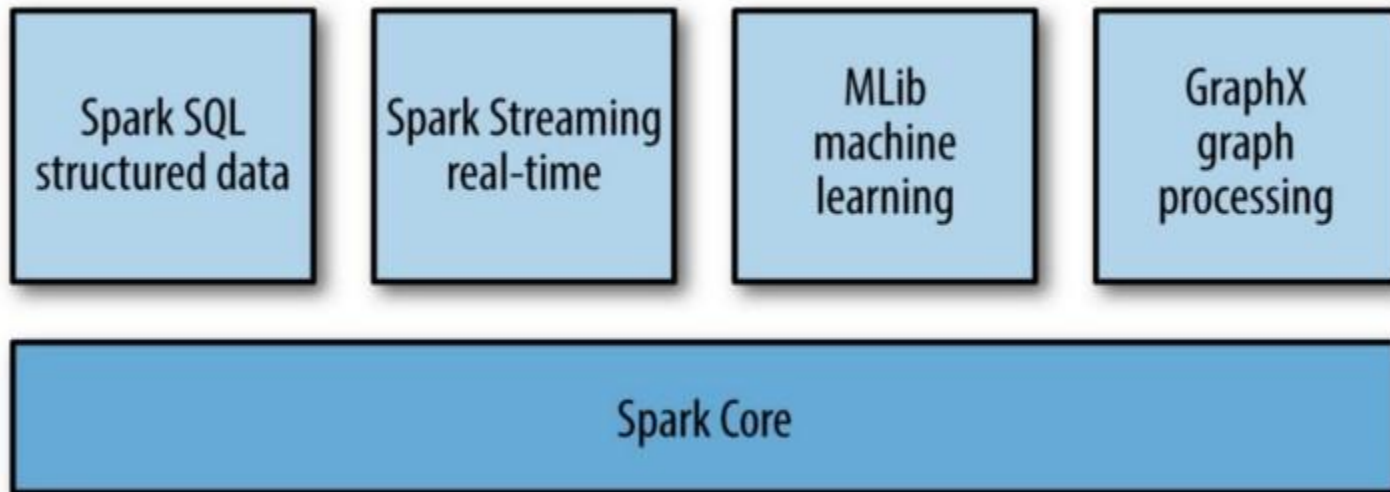 Spark SQL
structured data
Spark Streaming
real-time
MLib
machine
learning
GraphX
graph
processing
Spark Core